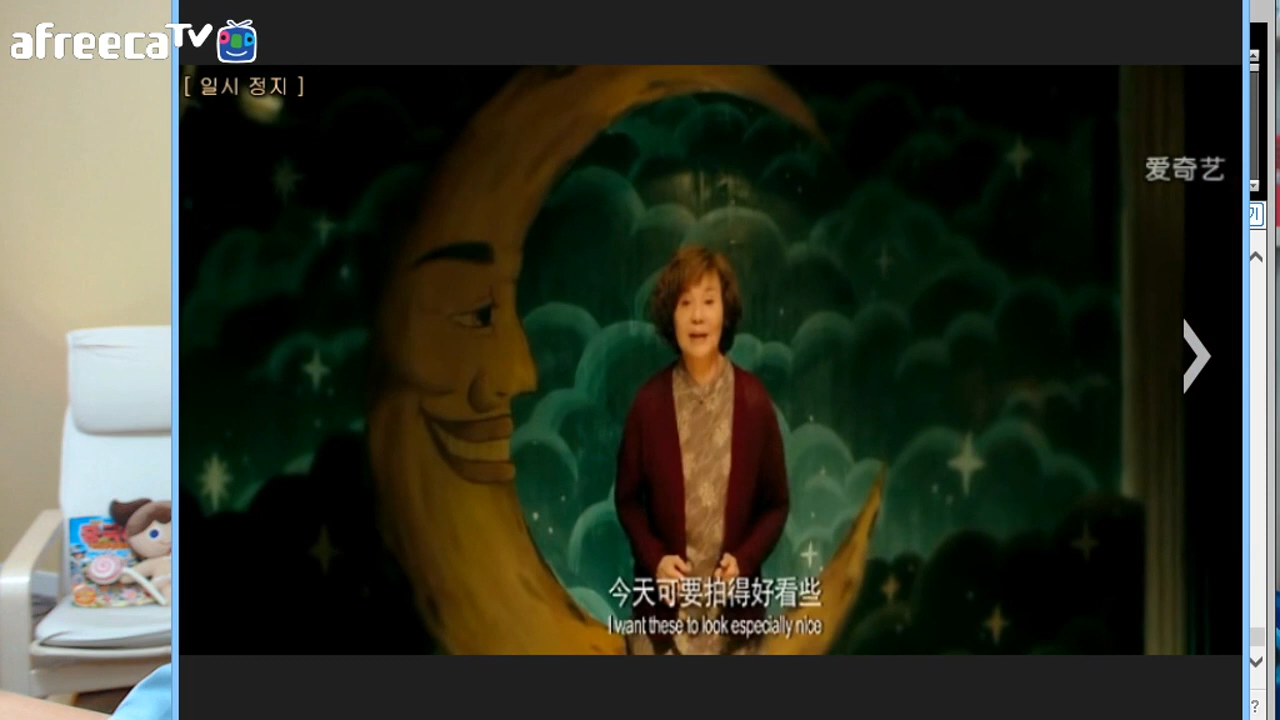 afreecaTV
[ 일시 정지 ]
爱奇艺
기
今天可要拍得好看些
I want these to look especially nice
?